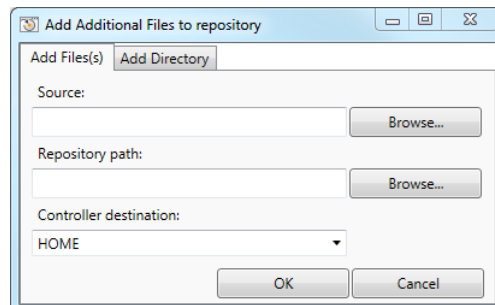 Add Additional Files to repository
Add Files(s) Add Directory
Source:
Browse...
Repository path:
Browse...
Controller destination:
HOME
OK Cancel